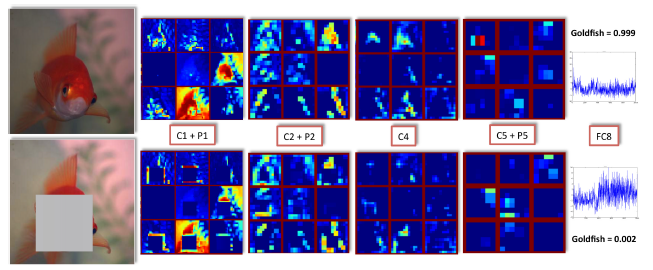 Goldfish = 0.999
C1 + P1
C2 + P2
C4
C5 + P5
FC8
Goldfish = 0.002